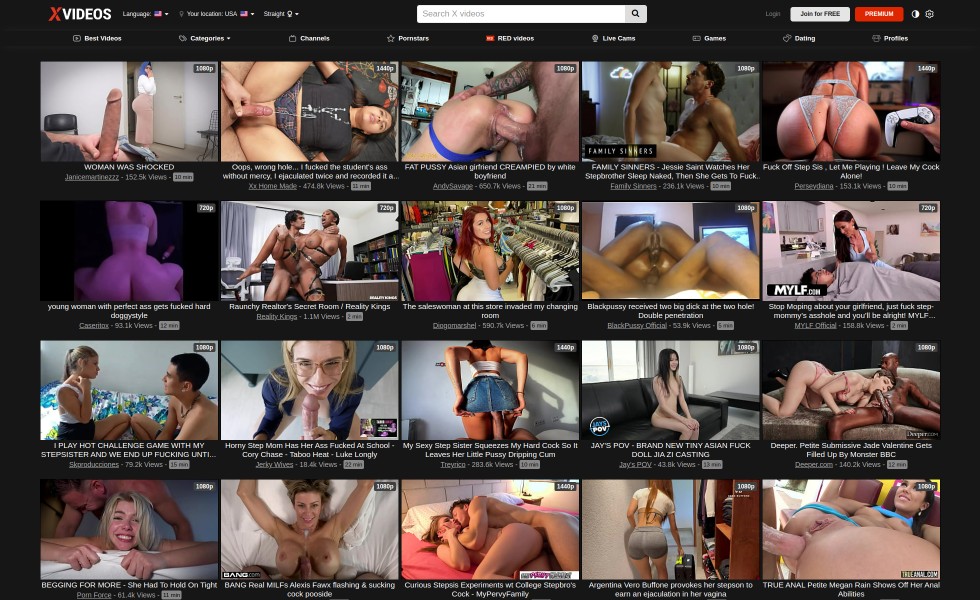 XVIDEOS
Language:
Your location: USA
Straight
Search X videos
Login
Join for FREE
PREMIUM
Best Videos
Categories
Channels
Pornstars
RED videos
Live Cams
Games
Dating
Profiles
1080p
1440p
1080p
1080p
FAMILY SINNERS
1440p
WOMAN WAS SHOCKED
Janicemartinezzz - 152.5k Views - 10 min
Oops, wrong hole... I fucked the student's ass
without mercy, I ejaculated twice and recorded it a...
Xx Home Made - 474.8k Views - 11 min
FAT PUSSY Asian girlfriend CREAMPIED by white
boyfriend
AndySavage - 650.7k Views - 21 min
FAMILY SINNERS - Jessie Saint Watches Her
Stepbrother Sleep Naked, Then She Gets To Fuck...
Family Sinners - 236.1k Views - 10 min
Fuck Off Step Sis , Let Me Playing ! Leave My Cock
Alone!
Perseydiana - 153.1k Views - 10 min
720p
720p
REALITY KINGS
1080p
1080p
1080p
MYLF.COM
young woman with perfect ass gets fucked hard
doggystyle
Caseritox - 93.1k Views - 12 min
Raunchy Realtor's Secret Room / Reality Kings
Reality Kings - 1.1M Views - 2 min
The saleswoman at this store invaded my changing
room
Diogomarshel - 590.7k Views - 6 min
Blackpussy received two big dick at the two hole!
Double penetration
BlackPussy Official - 53.9k Views - 5 min
Stop Moping about your girlfriend, just fuck step-
mommy's asshole and you'll be alright! MYLF...
MYLF Official - 158.8k Views - 2 min
1080p
1080p
1440p
1080p
JAY'S POV
1080p
Deeper.com
I PLAY HOT CHALLENGE GAME WITH MY
STEPSISTER AND WE END UP FUCKING UNTI...
Skoroducciones - 79.2k Views - 15 min
Horny Step Mom Has Her Ass Fucked At School -
Cory Chase - Taboo Heat - Luke Longly
Jerky Wives - 18.4k Views - 22 min
My Sexy Step Sister Squeezes My Hard Cock So It
Leaves Her Little Pussy Dripping Cum
Treyrico - 283.6k Views - 10 min
JAY'S POV - BRAND NEW TINY ASIAN FUCK
DOLL JIA ZI CASTING
Jay's POV - 43.8k Views - 13 min
Deeper. Petite Submissive Jade Valentine Gets
Filled Up By Monster BBC
Deeper.com - 140.2k Views - 12 min
1080p
1080p
BANG.COM
1440p
1080p
1080p
TRUEANAL.COM
BEGGING FOR MORE - She Had To Hold On Tight
Porn Force - 61.4k Views - 11 min
BANG Real MILFs Alexis Fawx flashing & sucking
cock pooside
Curious Stepsis Experiments wt College Stepbro's
Cock - MyPervyFamily
Argentina Vero Buffone provokes her stepson to
earn an ejaculation in her vagina
TRUE ANAL Petite Megan Rain Shows Off Her Anal
Abilities